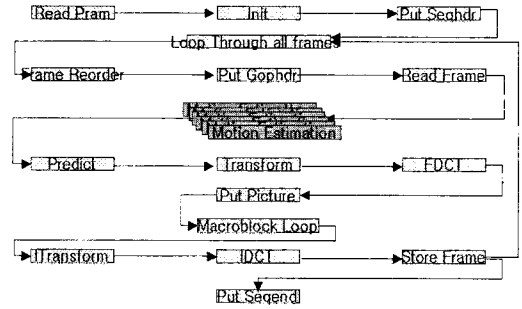 Read Pram
Init
Put Seqhdr
Loop Through all frames
Frame Reorder
Put Gophdr
Read Frame
Motion Estimation
Predict
Transform
FDCT
Put Picture
Macroblock Loop
ITransform
IDCT
Store Frame
Put Seqend